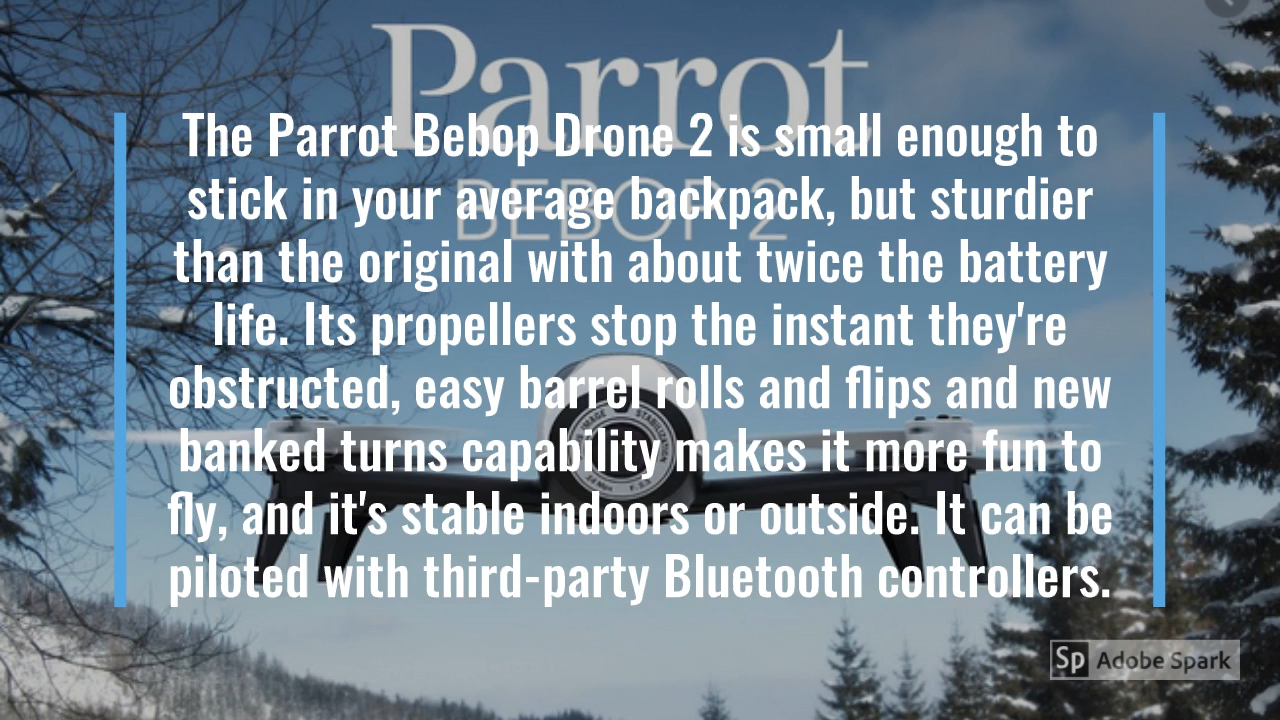 Parrot
BEBOP 2
The Parrot Bebop Drone 2 is small enough to
stick in your average backpack, but sturdier
than the original with about twice the battery
life. Its propellers stop the instant they're
obstructed, easy barrel rolls and flips and new
banked turns capability makes it more fun to
fly, and it's stable indoors or outside. It can be
piloted with third-party Bluetooth controllers.
Sp Adobe Spark